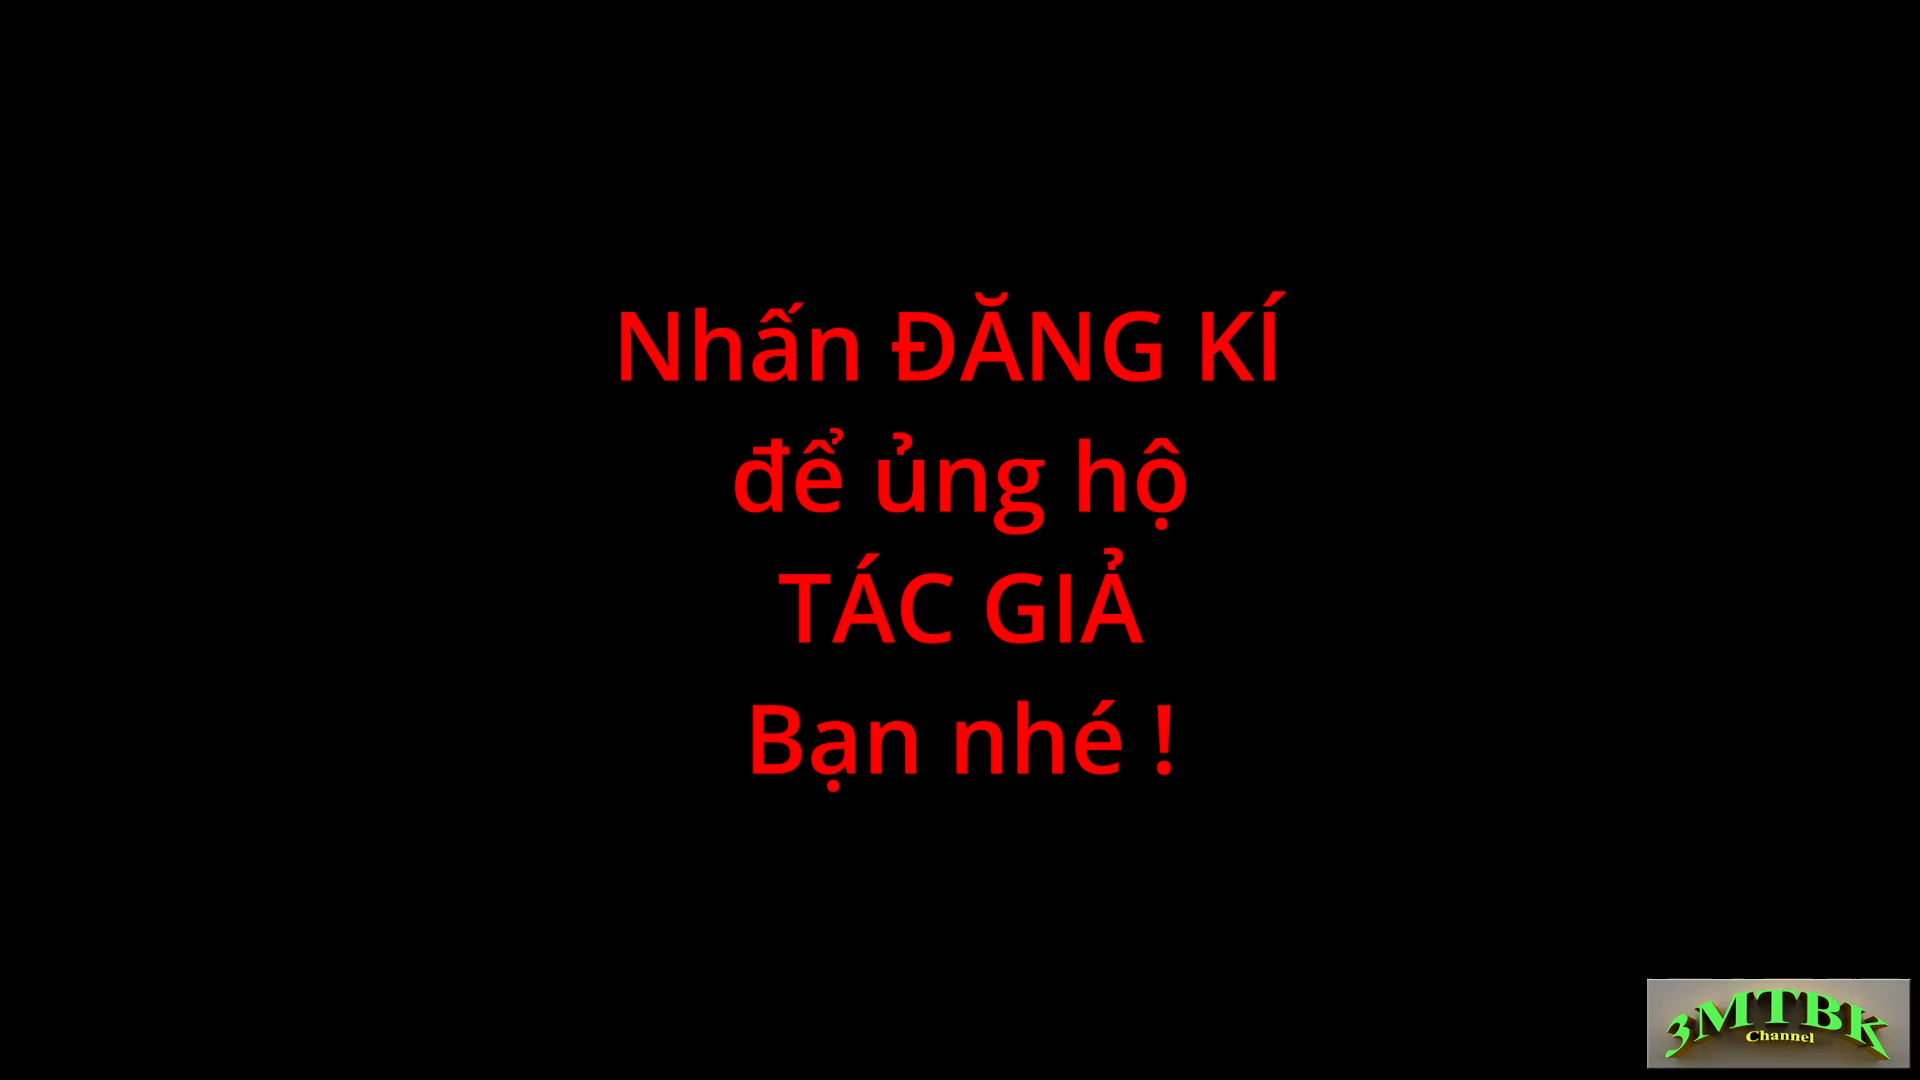 Nhấn ĐĂNG KÍ
để ủng hộ
TÁC GIẢ
Bạn nhé !
3MTBK
Channel